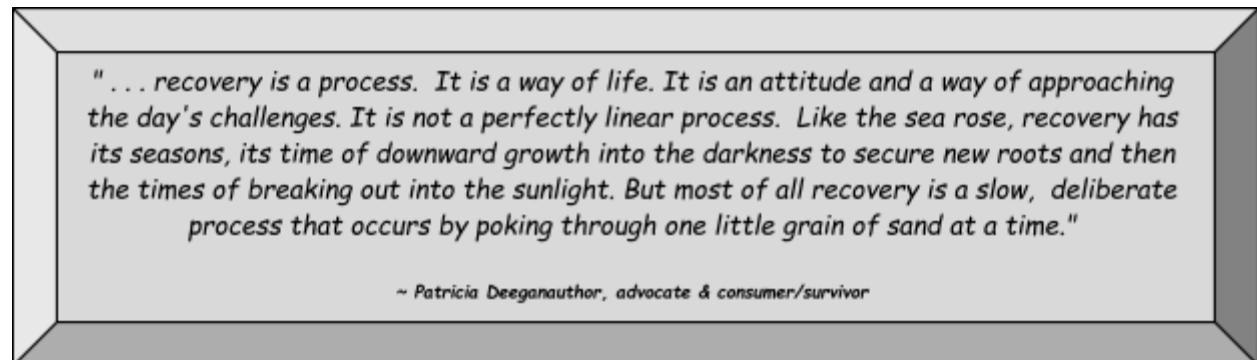 " . . . recovery is a process.  It is a way of life. It is an attitude and a way of approaching
the day's challenges. It is not a perfectly linear process.  Like the sea rose, recovery has
its seasons, its time of downward growth into the darkness to secure new roots and then
the times of breaking out into the sunlight. But most of all recovery is a slow,  deliberate
process that occurs by poking through one little grain of sand at a time."
~ Patricia Deeganauthor, advocate & consumer/survivor